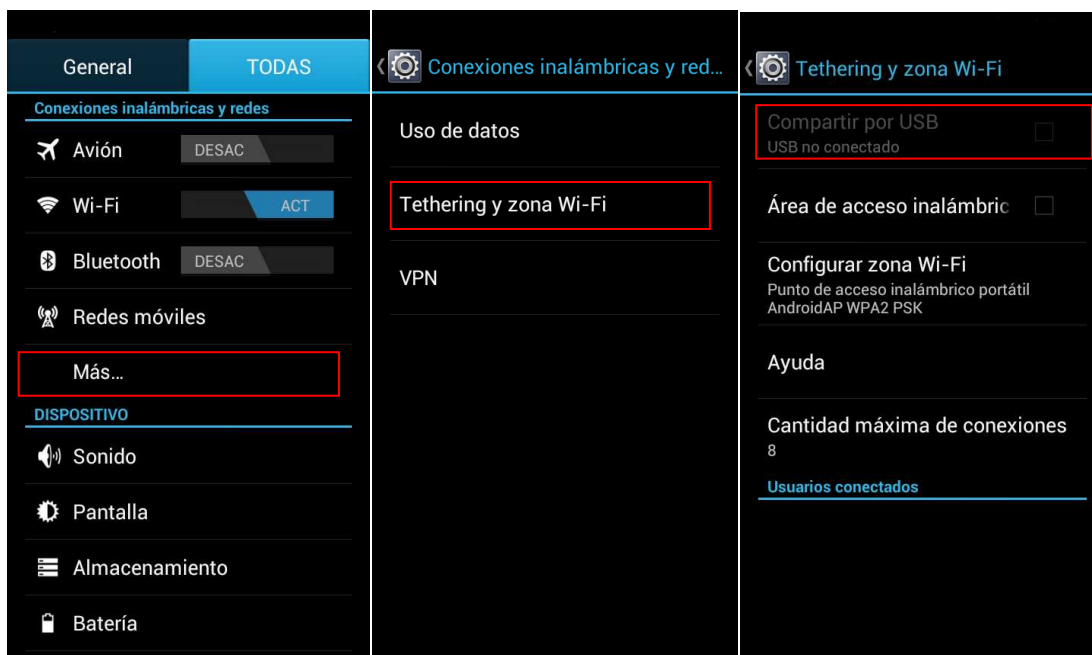 General
TODAS
Conexiones inalámbricas y redes
Avión
DESAC
Wi-Fi
ACT
Bluetooth
DESAC
Redes móviles
Más...
DISPOSITIVO
Sonido
Pantalla
Almacenamiento
Batería
Conexiones inalámbricas y red...
Uso de datos
Tethering y zona Wi-Fi
VPN
Tethering y zona Wi-Fi
Compartir por USB
USB no conectado
Área de acceso inalámbric
Configurar zona Wi-Fi
Punto de acceso inalámbrico portátil
AndroidAP WPA2 PSK
Ayuda
Cantidad máxima de conexiones
8
Usuarios conectados